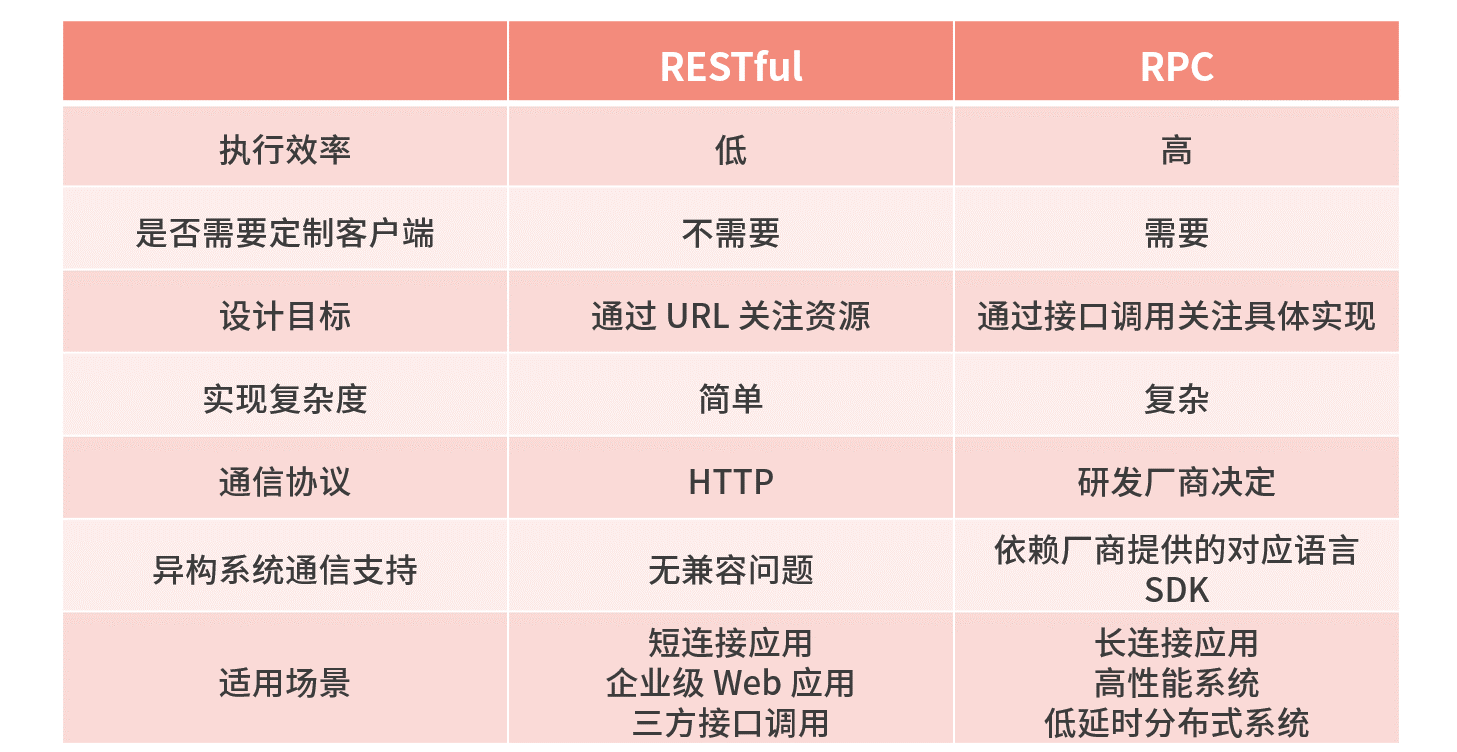 RESTful RPC
执行效率 低 高
是否需要定制客户端 不需要 需要
设计目标 通过 URL 关注资源 通过接口调用关注具体实现
实现复杂度 简单 复杂
通信协议 HTTP 研发厂商决定
异构系统通信支持 无兼容问题 依赖厂商提供的对应语言
SDK
适用场景 短连接应用
企业级 Web 应用
三方接口调用
长连接应用
高性能系统
低延时分布式系统